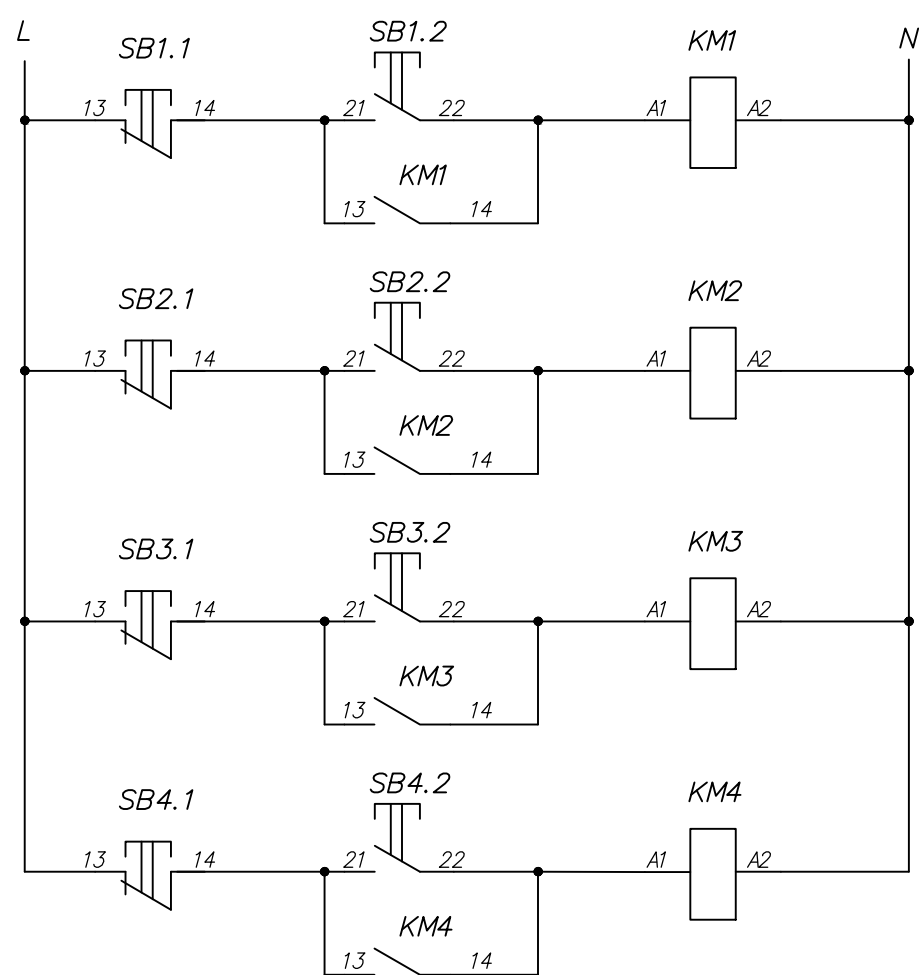 L SB1.1 SB1.2 KM1 N
13 14 21 22 A1 A2
KM1
13 14
SB2.1 SB2.2 KM2
13 14 21 22 A1 A2
KM2
13 14
SB3.1 SB3.2 KM3
13 14 21 22 A1 A2
KM3
13 14
SB4.1 SB4.2 KM4
13 14 21 22 A1 A2
KM4
13 14